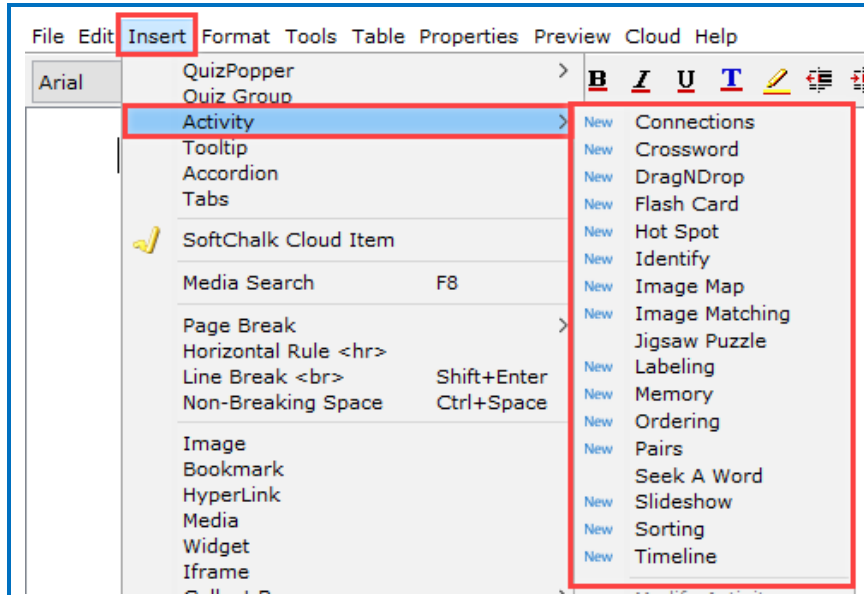 File Edit Insert Format Tools Table Properties Preview Cloud Help
Arial
B I U T
QuizPopper >
Quiz Group
Activity >
Tooltip
Accordion
Tabs
SoftChalk Cloud Item
Media Search F8
Page Break >
Horizontal Rule <hr>
Line Break <br> Shift+Enter
Non-Breaking Space Ctrl+Space
Image
Bookmark
HyperLink
Media
Widget
Iframe
New Connections
New Crossword
New DragNDrop
New Flash Card
New Hot Spot
New Identify
New Image Map
New Image Matching
Jigsaw Puzzle
New Labeling
New Memory
New Ordering
New Pairs
Seek A Word
New Slideshow
New Sorting
New Timeline